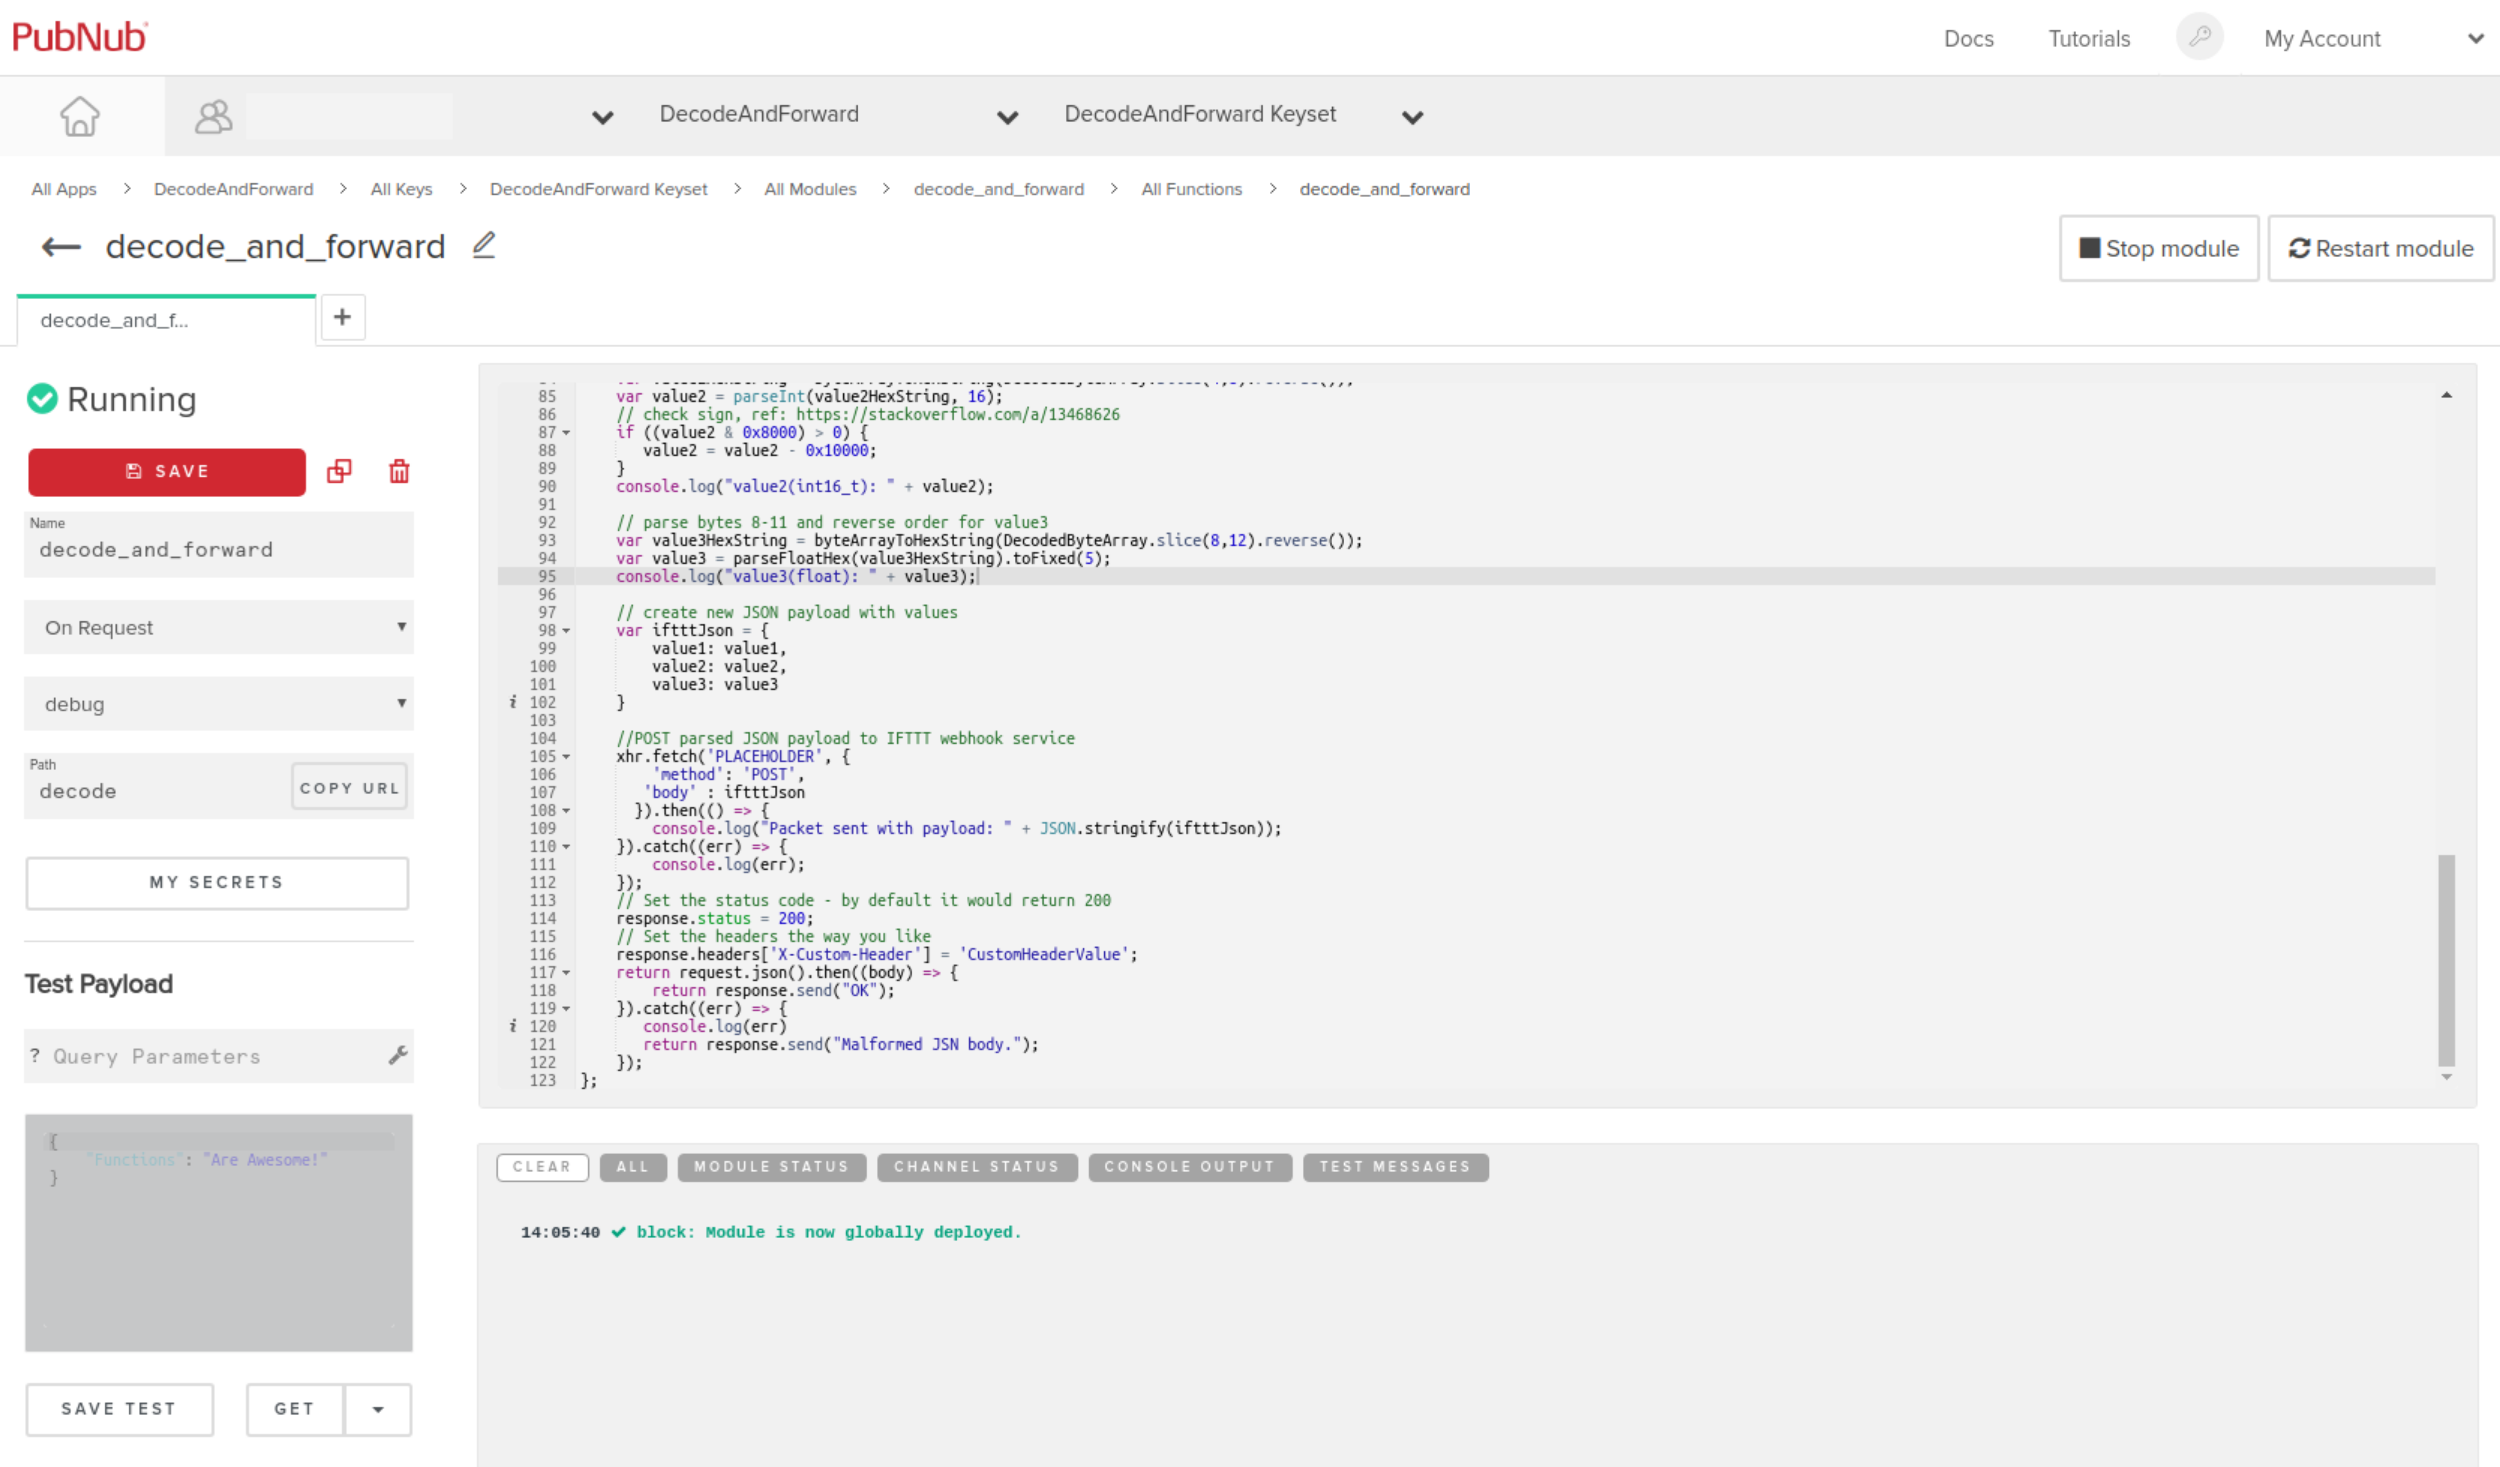 PubNub
Docs Tutorials My Account
DecodeAndForward DecodeAndForward Keyset
All Apps > DecodeAndForward > All Keys > DecodeAndForward Keyset > All Modules > decode_and_forward > All Functions > decode_and_forward
decode_and_forward
Stop module Restart module
decode_and_f... +
Running
SAVE
Name
decode_and_forward
On Request
debug
Path
decode COPY URL
MY SECRETS
Test Payload
? Query Parameters
{
"Functions": "Are Awesome!"
}
SAVE TEST GET
85 var value2 = parseInt(value2HexString, 16);
86 // check sign, ref: https://stackoverflow.com/a/13468626
87 if ((value2 & 0x8000) > 0) {
88 value2 = value2 - 0x10000;
89 }
90 console.log("value2(int16_t): " + value2);
91
92 // parse bytes 8-11 and reverse order for value3
93 var value3HexString = byteArrayToHexString(DecodedByteArray.slice(8,12).reverse());
94 var value3 = parseFloatHex(value3HexString).toFixed(5);
95 console.log("value3(float): " + value3);
96
97 // create new JSON payload with values
98 var iftttJson = {
99 value1: value1,
100 value2: value2,
101 value3: value3
i 102 }
103
104 //POST parsed JSON payload to IFTTT webhook service
105 xhr.fetch('PLACEHOLDER', {
106 'method': 'POST',
107 'body' : iftttJson
108 }).then(() => {
109 console.log("Packet sent with payload: " + JSON.stringify(iftttJson));
110 }).catch((err) => {
111 console.log(err);
112 });
113 // Set the status code - by default it would return 200
114 response.status = 200;
115 // Set the headers the way you like
116 response.headers['X-Custom-Header'] = 'CustomHeaderValue';
117 return request.json().then((body) => {
118 return response.send("OK");
119 }).catch((err) => {
i 120 console.log(err)
121 return response.send("Malformed JSN body.");
122 });
123 };
CLEAR ALL MODULE STATUS CHANNEL STATUS CONSOLE OUTPUT TEST MESSAGES
14:05:40 ✔ block: Module is now globally deployed.